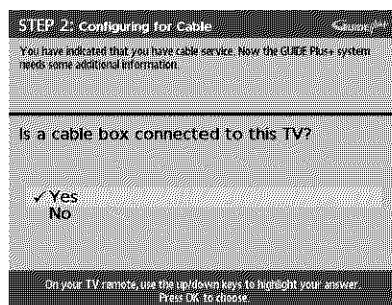 STEP 2: Configuring for Cable
GUIDE Plus+
You have indicated that you have cable service. Now the GUIDE Plus+ system
needs some additional information.
Is a cable box connected to this TV?
✓ Yes
No
On your TV remote, use the up/down keys to highlight your answer.
Press OK to choose.